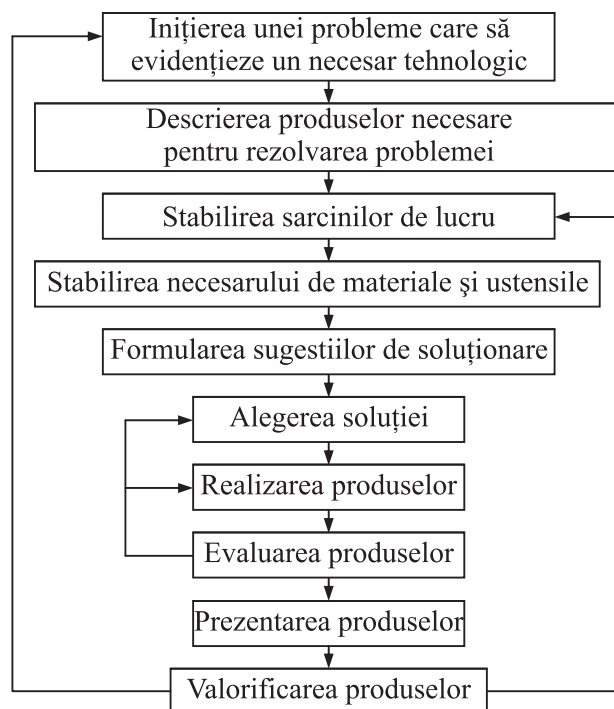 Inițierea unei probleme care să
evidențieze un necesar tehnologic
Descrierea produselor necesare
pentru rezolvarea problemei
Stabilirea sarcinilor de lucru
Stabilirea necesarului de materiale şi ustensile
Formularea sugestiilor de soluționare
Alegerea soluției
Realizarea produselor
Evaluarea produselor
Prezentarea produselor
Valorificarea produselor